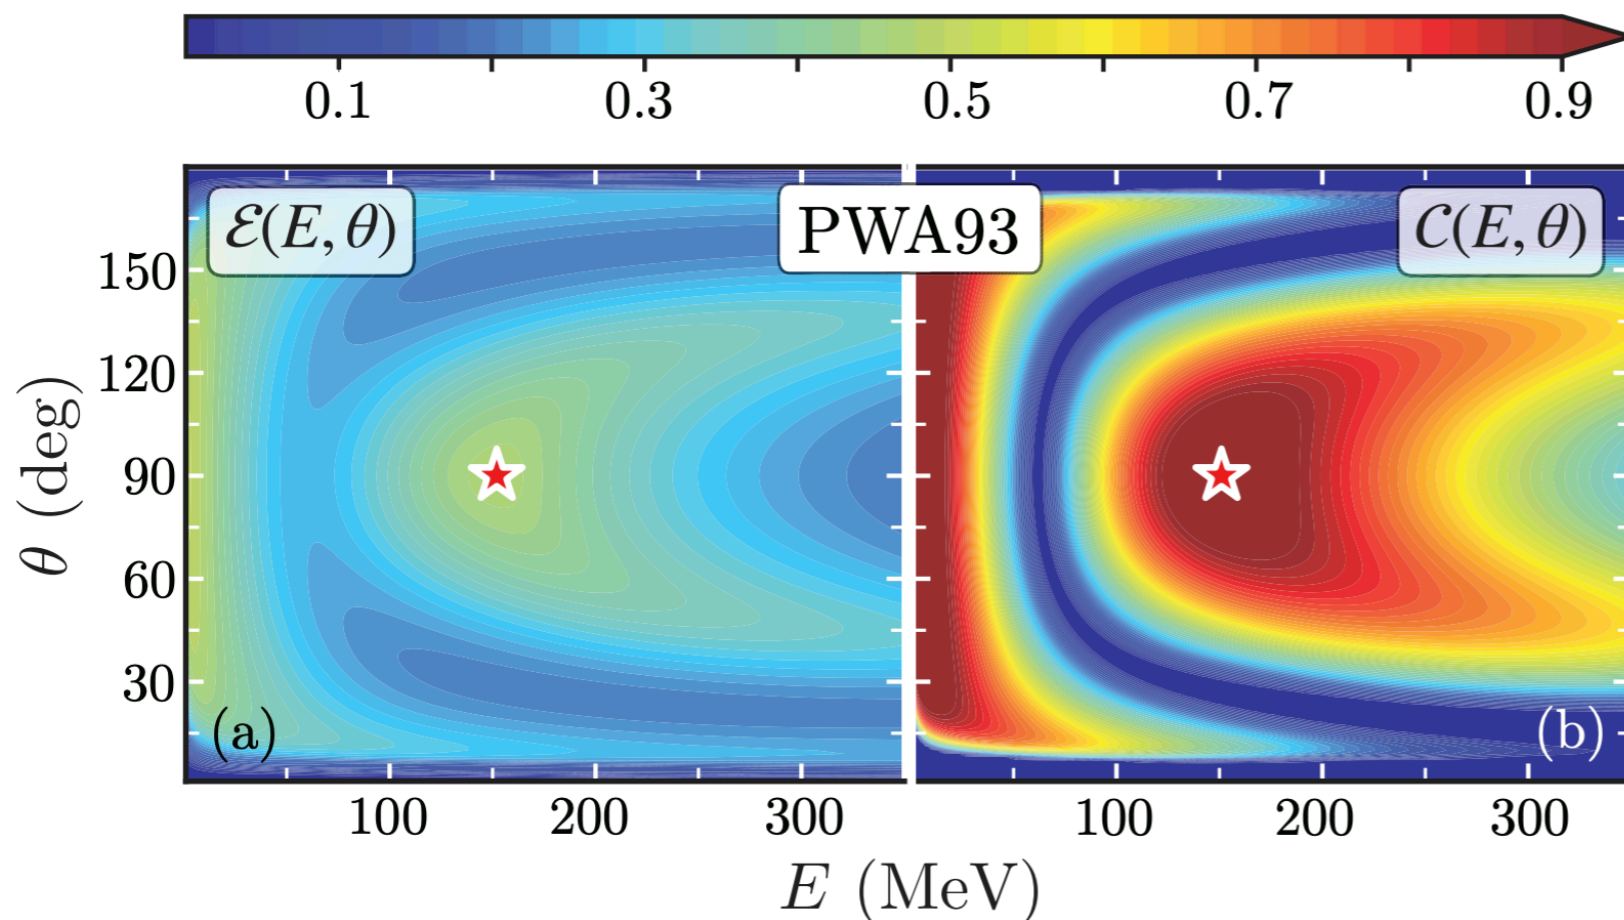 0.1 0.3 0.5 0.7 0.9
ℰ(E, θ) PWA93 𝒞(E, θ)
150
120
90
60
30
θ (deg)
(a) (b)
100 200 300 100 200 300
E (MeV)